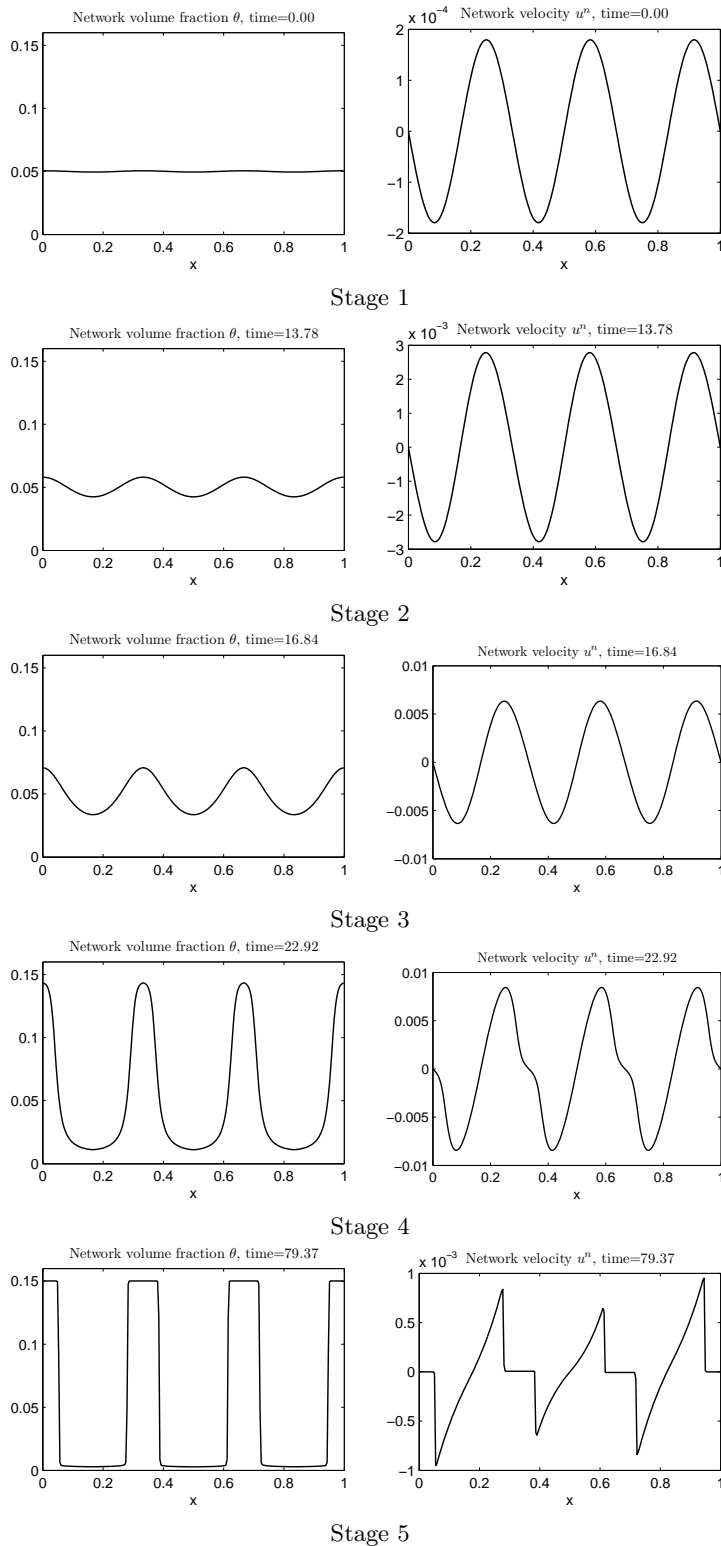 Network volume fraction θ, time=0.00
0.15
0.1
0.05
0
0 0.2 0.4 0.6 0.8 1
x
x 10−4 Network velocity uⁿ, time=0.00
2
1
0
−1
−2
0 0.2 0.4 0.6 0.8 1
x
Stage 1
Network volume fraction θ, time=13.78
0.15
0.1
0.05
0
0 0.2 0.4 0.6 0.8 1
x
x 10−3 Network velocity uⁿ, time=13.78
3
2
1
0
−1
−2
−3
0 0.2 0.4 0.6 0.8 1
x
Stage 2
Network volume fraction θ, time=16.84
0.15
0.1
0.05
0
0 0.2 0.4 0.6 0.8 1
x
Network velocity uⁿ, time=16.84
0.01
0.005
0
−0.005
−0.01
0 0.2 0.4 0.6 0.8 1
x
Stage 3
Network volume fraction θ, time=22.92
0.15
0.1
0.05
0
0 0.2 0.4 0.6 0.8 1
x
Network velocity uⁿ, time=22.92
0.01
0.005
0
−0.005
−0.01
0 0.2 0.4 0.6 0.8 1
x
Stage 4
Network volume fraction θ, time=79.37
0.15
0.1
0.05
0
0 0.2 0.4 0.6 0.8 1
x
x 10−3 Network velocity uⁿ, time=79.37
1
0.5
0
−0.5
−1
0 0.2 0.4 0.6 0.8 1
x
Stage 5